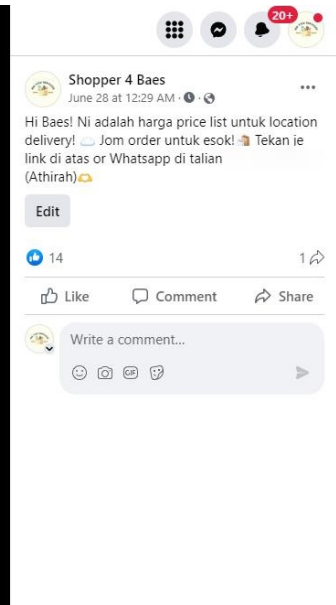 20+
Shopper 4 Baes
June 28 at 12:29 AM ·
Hi Baes! Ni adalah harga price list untuk location
delivery! Jom order untuk esok! Tekan je
link di atas or Whatsapp di talian
(Athirah)
Edit
14
1
Like Comment Share
Write a comment...
GIF